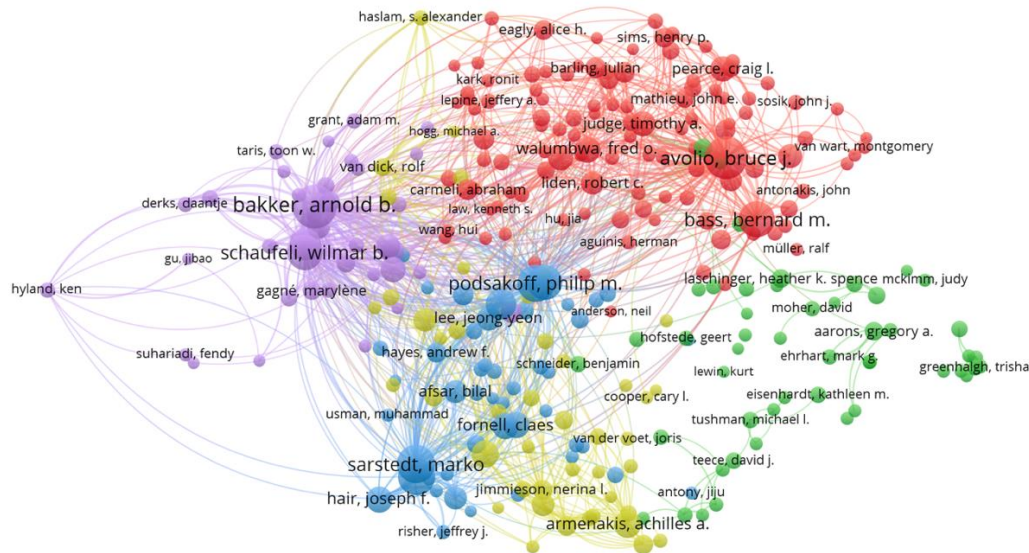 haslam, s. alexander
eagly, alice h.
sims, henry p.
barling, julian
pearce, craig l.
kark, ronit
lepine, jeffery a.
mathieu, john e.
sosik, john j.
grant, adam m.
hogg, michael a.
judge, timothy a.
taris, toon w.
van dick, rolf
walumbwa, fred o.
avolio, bruce j.
van wart, montgomery
carmeli, abraham
liden, robert c.
derks, daantje
bakker, arnold b.
law, kenneth s.
hu, jia
antonakis, john
wang, hui
aguinis, herman
bass, bernard m.
müller, ralf
gu, jibao
schaufeli, wilmar b.
hyland, ken
gagné, marylène
podsakoff, philip m.
laschinger, heather k. spence
mckimm, judy
anderson, neil
moher, david
lee, jeong-yeon
hofstede, geert
aarons, gregory a.
suhariadi, fendy
hayes, andrew f.
schneider, benjamin
ehrhart, mark g.
lewin, kurt
greenhalgh, trisha
afsar, bilal
cooper, cary l.
eisenhardt, kathleen m.
usman, muhammad
fornell, claes
tushman, michael l.
van der voet, joris
sarstedt, marko
teece, david j.
hair, joseph f.
jimmieson, nerina l.
antony, jiju
risher, jeffrey j.
armenakis, achilles a.